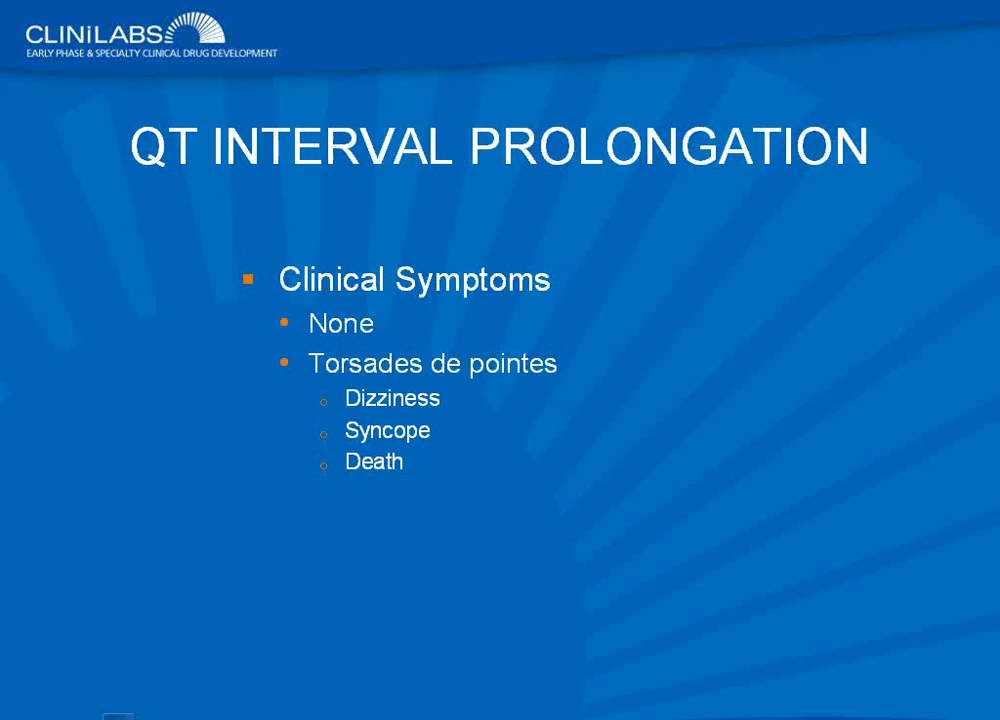 CLINiLABS
EARLY PHASE & SPECIALTY CLINICAL DRUG DEVELOPMENT
QT INTERVAL PROLONGATION
Clinical Symptoms
None
Torsades de pointes
Dizziness
Syncope
Death